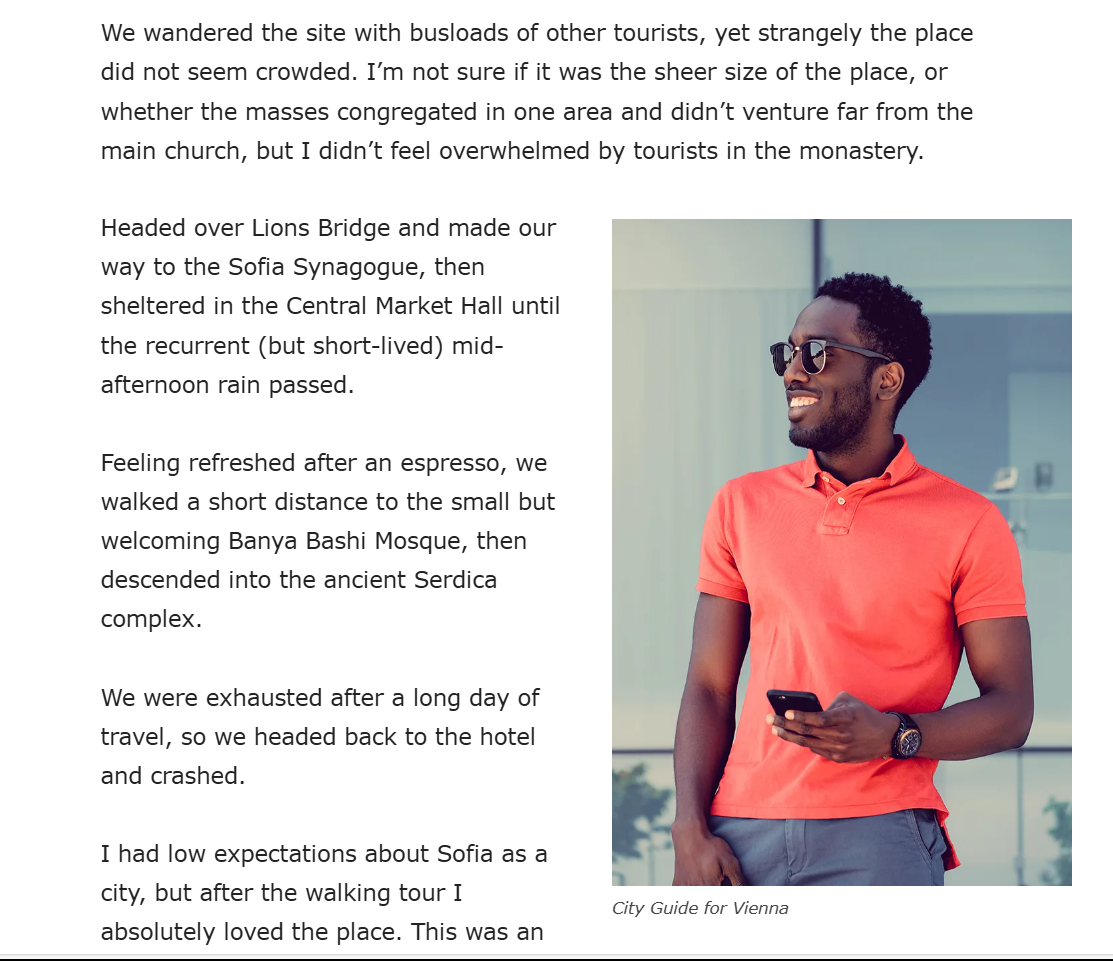 We wandered the site with busloads of other tourists, yet strangely the place
did not seem crowded. I’m not sure if it was the sheer size of the place, or
whether the masses congregated in one area and didn’t venture far from the
main church, but I didn’t feel overwhelmed by tourists in the monastery.
Headed over Lions Bridge and made our
way to the Sofia Synagogue, then
sheltered in the Central Market Hall until
the recurrent (but short-lived) mid-
afternoon rain passed.
Feeling refreshed after an espresso, we
walked a short distance to the small but
welcoming Banya Bashi Mosque, then
descended into the ancient Serdica
complex.
We were exhausted after a long day of
travel, so we headed back to the hotel
and crashed.
I had low expectations about Sofia as a
city, but after the walking tour I
absolutely loved the place. This was an
City Guide for Vienna